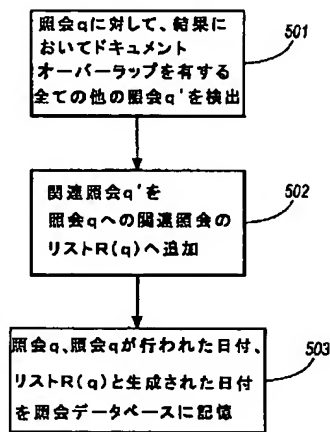 照会qに対して、結果に
おいてドキュメント
オーバーラップを有する
全ての他の照会q'を検出
501
関連照会q'を
照会qへの関連照会の
リストR(q)へ追加
502
照会q、照会qが行われた日付、
リストR(q)と生成された日付
を照会データベースに記憶
503